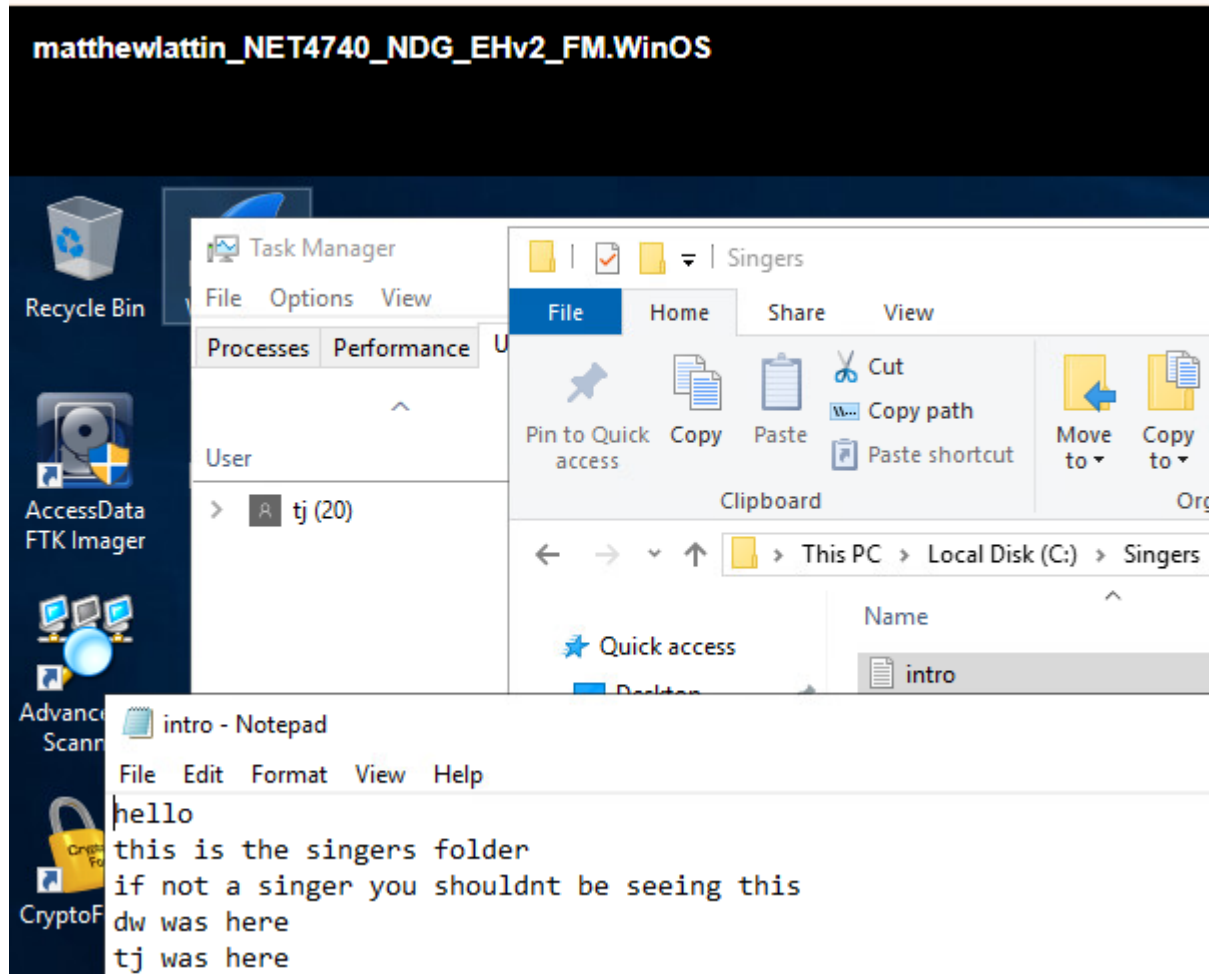 matthewlattin_NET4740_NDG_EHv2_FM.WinOS
Recycle Bin
Task Manager
File Options View
Processes Performance
User
tj (20)
Singers
File Home Share View
Pin to Quick access
Copy
Paste
Cut
Copy path
Paste shortcut
Move to
Copy to
Clipboard
This PC > Local Disk (C:) > Singers
Name
Quick access
Desktop
intro
AccessData
FTK Imager
intro - Notepad
File Edit Format View Help
hello
this is the singers folder
if not a singer you shouldnt be seeing this
dw was here
tj was here